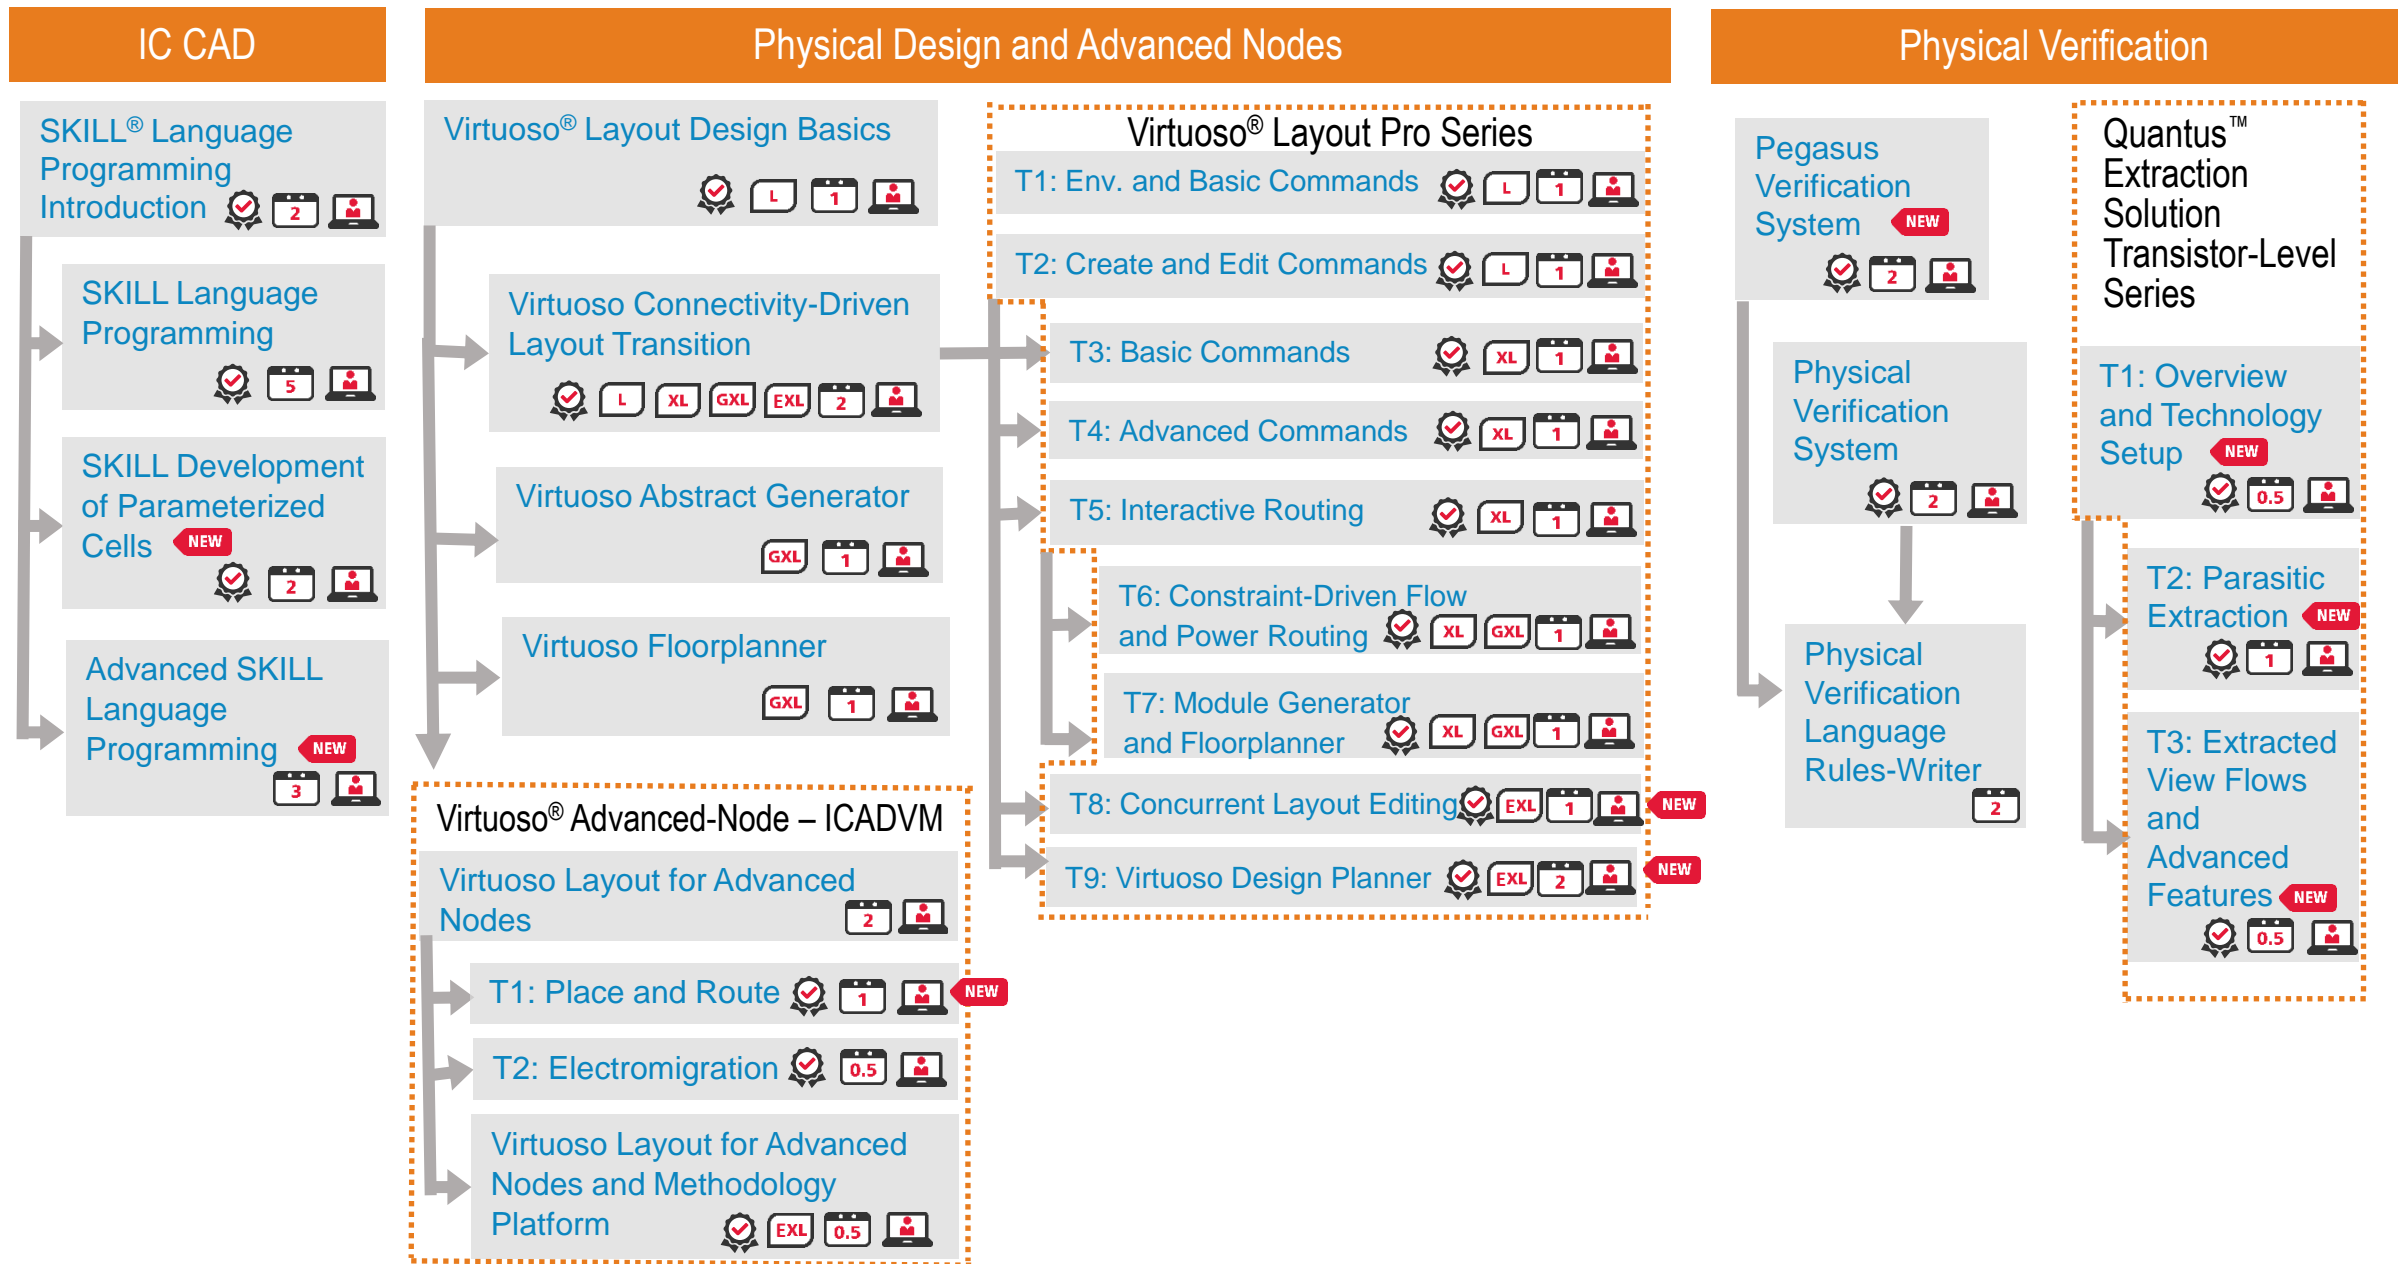 IC CAD
SKILL® Language
Programming
Introduction
2
SKILL Language
Programming
5
SKILL Development
of Parameterized
Cells NEW
2
Advanced SKILL
Language
Programming NEW
3
Physical Design and Advanced Nodes
Virtuoso® Layout Design Basics
L 1
Virtuoso Connectivity-Driven
Layout Transition
L XL GXL EXL 2
Virtuoso Abstract Generator
GXL 1
Virtuoso Floorplanner
GXL 1
Virtuoso® Advanced-Node – ICADVM
Virtuoso Layout for Advanced
Nodes 2
T1: Place and Route 1 NEW
T2: Electromigration 0.5
Virtuoso Layout for Advanced
Nodes and Methodology
Platform EXL 0.5
Virtuoso® Layout Pro Series
T1: Env. and Basic Commands L 1
T2: Create and Edit Commands L 1
T3: Basic Commands XL 1
T4: Advanced Commands XL 1
T5: Interactive Routing XL 1
T6: Constraint-Driven Flow
and Power Routing XL GXL 1
T7: Module Generator
and Floorplanner XL GXL 1
T8: Concurrent Layout Editing EXL 1 NEW
T9: Virtuoso Design Planner EXL 2 NEW
Physical Verification
Pegasus
Verification
System NEW
2
Physical
Verification
System
2
Physical
Verification
Language
Rules-Writer
2
Quantus™
Extraction
Solution
Transistor-Level
Series
T1: Overview
and Technology
Setup NEW
0.5
T2: Parasitic
Extraction NEW
1
T3: Extracted
View Flows
and
Advanced
Features NEW
0.5